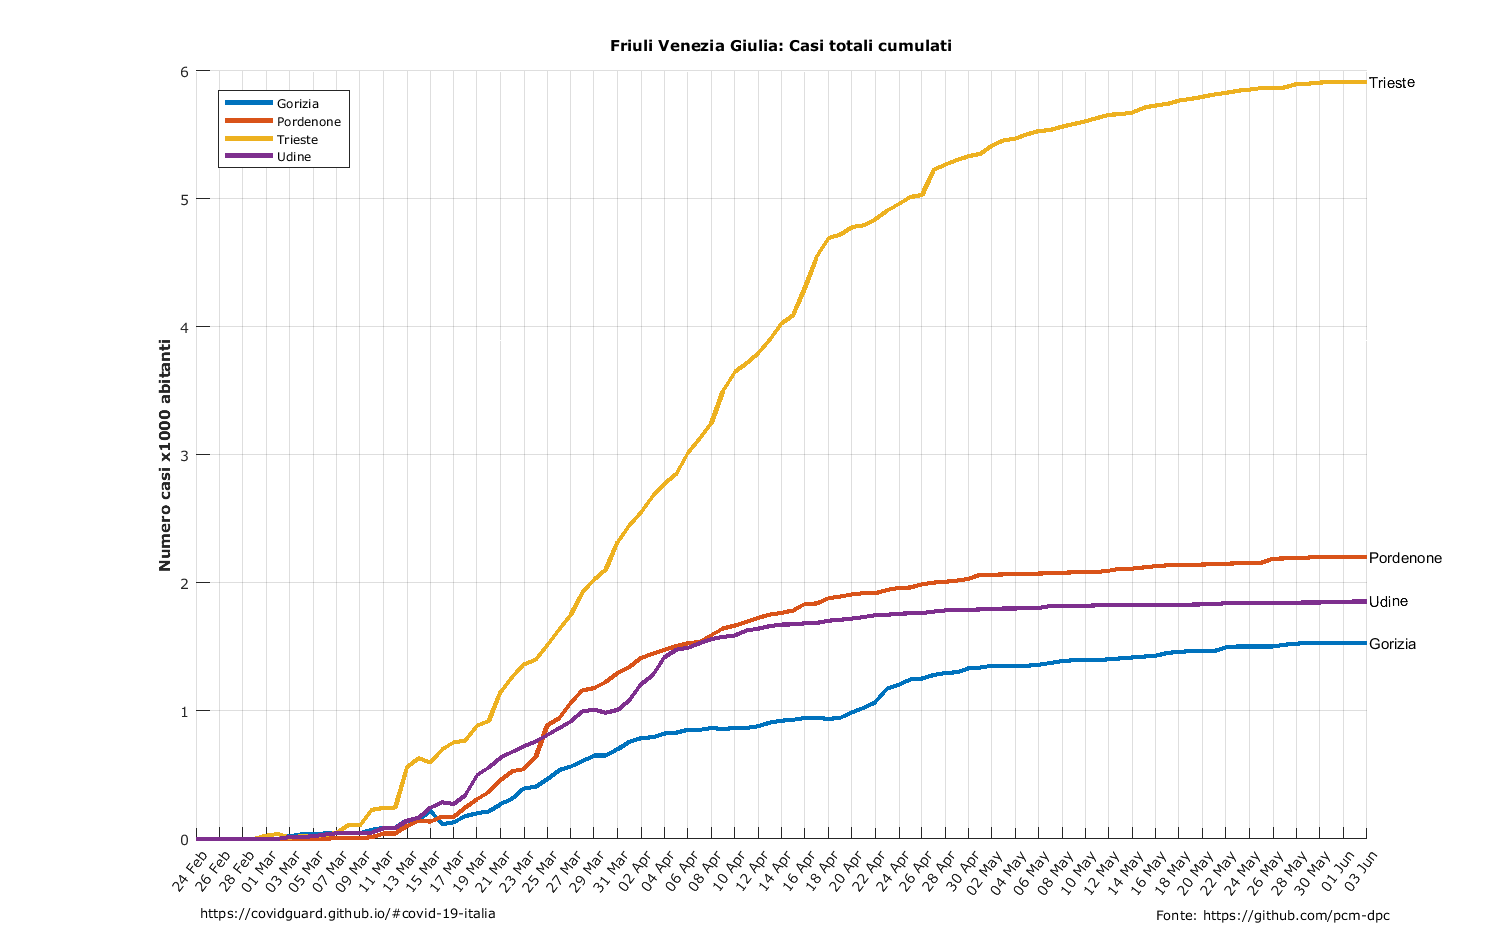 Friuli Venezia Giulia: Casi totali cumulati
Gorizia
Pordenone
Trieste
Udine
Numero casi x1000 abitanti
6
5
4
3
2
1
0
Trieste
Pordenone
Udine
Gorizia
24 Feb
26 Feb
28 Feb
01 Mar
03 Mar
05 Mar
07 Mar
09 Mar
11 Mar
13 Mar
15 Mar
17 Mar
19 Mar
21 Mar
23 Mar
25 Mar
27 Mar
29 Mar
31 Mar
02 Apr
04 Apr
06 Apr
08 Apr
10 Apr
12 Apr
14 Apr
16 Apr
18 Apr
20 Apr
22 Apr
24 Apr
26 Apr
28 Apr
30 Apr
02 May
04 May
06 May
08 May
10 May
12 May
14 May
16 May
18 May
20 May
22 May
24 May
26 May
28 May
30 May
01 Jun
03 Jun
https://covidguard.github.io/#covid-19-italia
Fonte: https://github.com/pcm-dpc